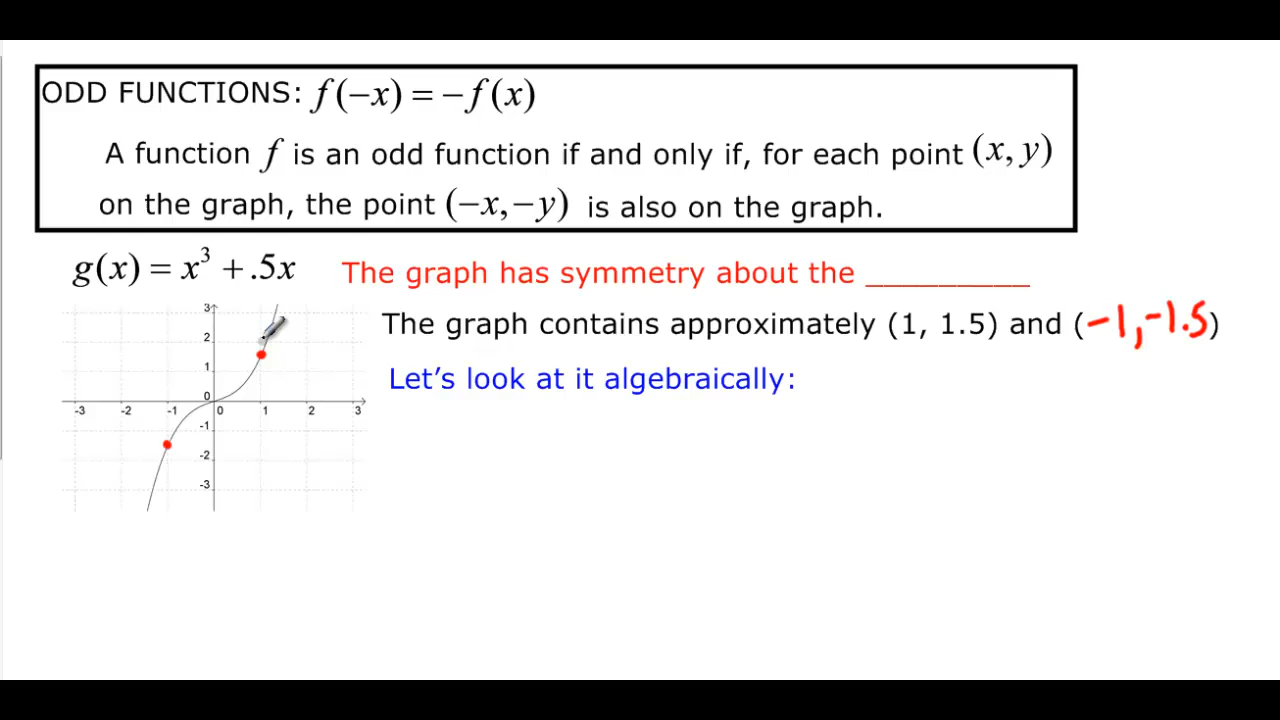 ODD FUNCTIONS: f(−x) = −f(x)
A function f is an odd function if and only if, for each point (x, y)
on the graph, the point (−x, −y) is also on the graph.
g(x) = x³ + .5x
The graph has symmetry about the _________
The graph contains approximately (1, 1.5) and (-1, -1.5)
Let's look at it algebraically:
3
2
1
0
-3 -2 -1 0 1 2 3
-1
-2
-3